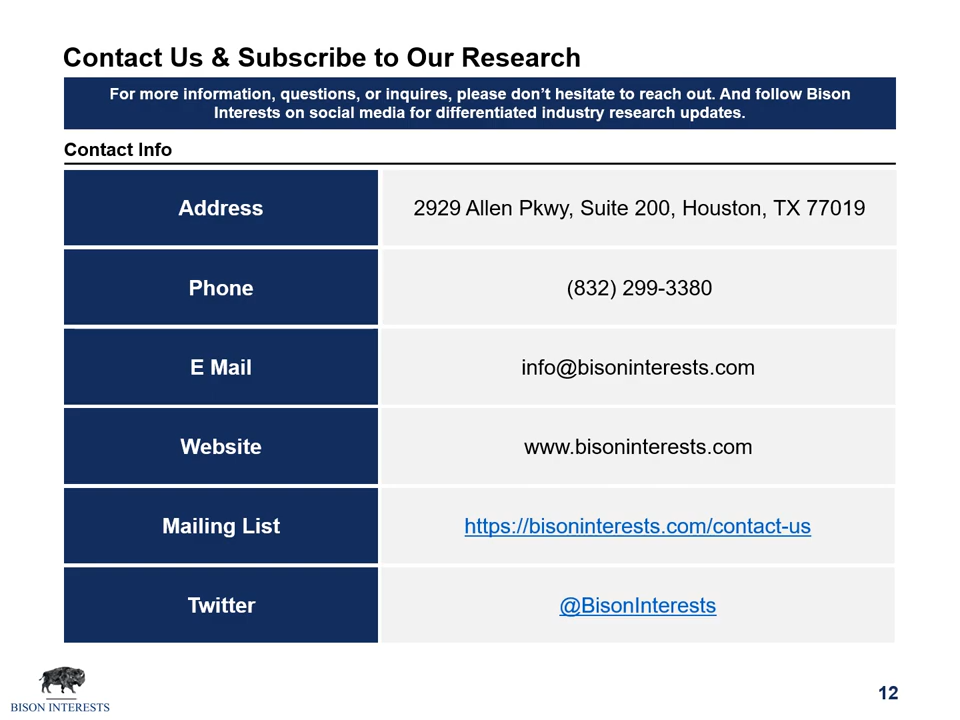 Contact Us & Subscribe to Our Research
For more information, questions, or inquires, please don’t hesitate to reach out. And follow Bison
Interests on social media for differentiated industry research updates.
Contact Info
Address
2929 Allen Pkwy, Suite 200, Houston, TX 77019
Phone
(832) 299-3380
E Mail
info@bisoninterests.com
Website
www.bisoninterests.com
Mailing List
https://bisoninterests.com/contact-us
Twitter
@BisonInterests
BISON INTERESTS
12